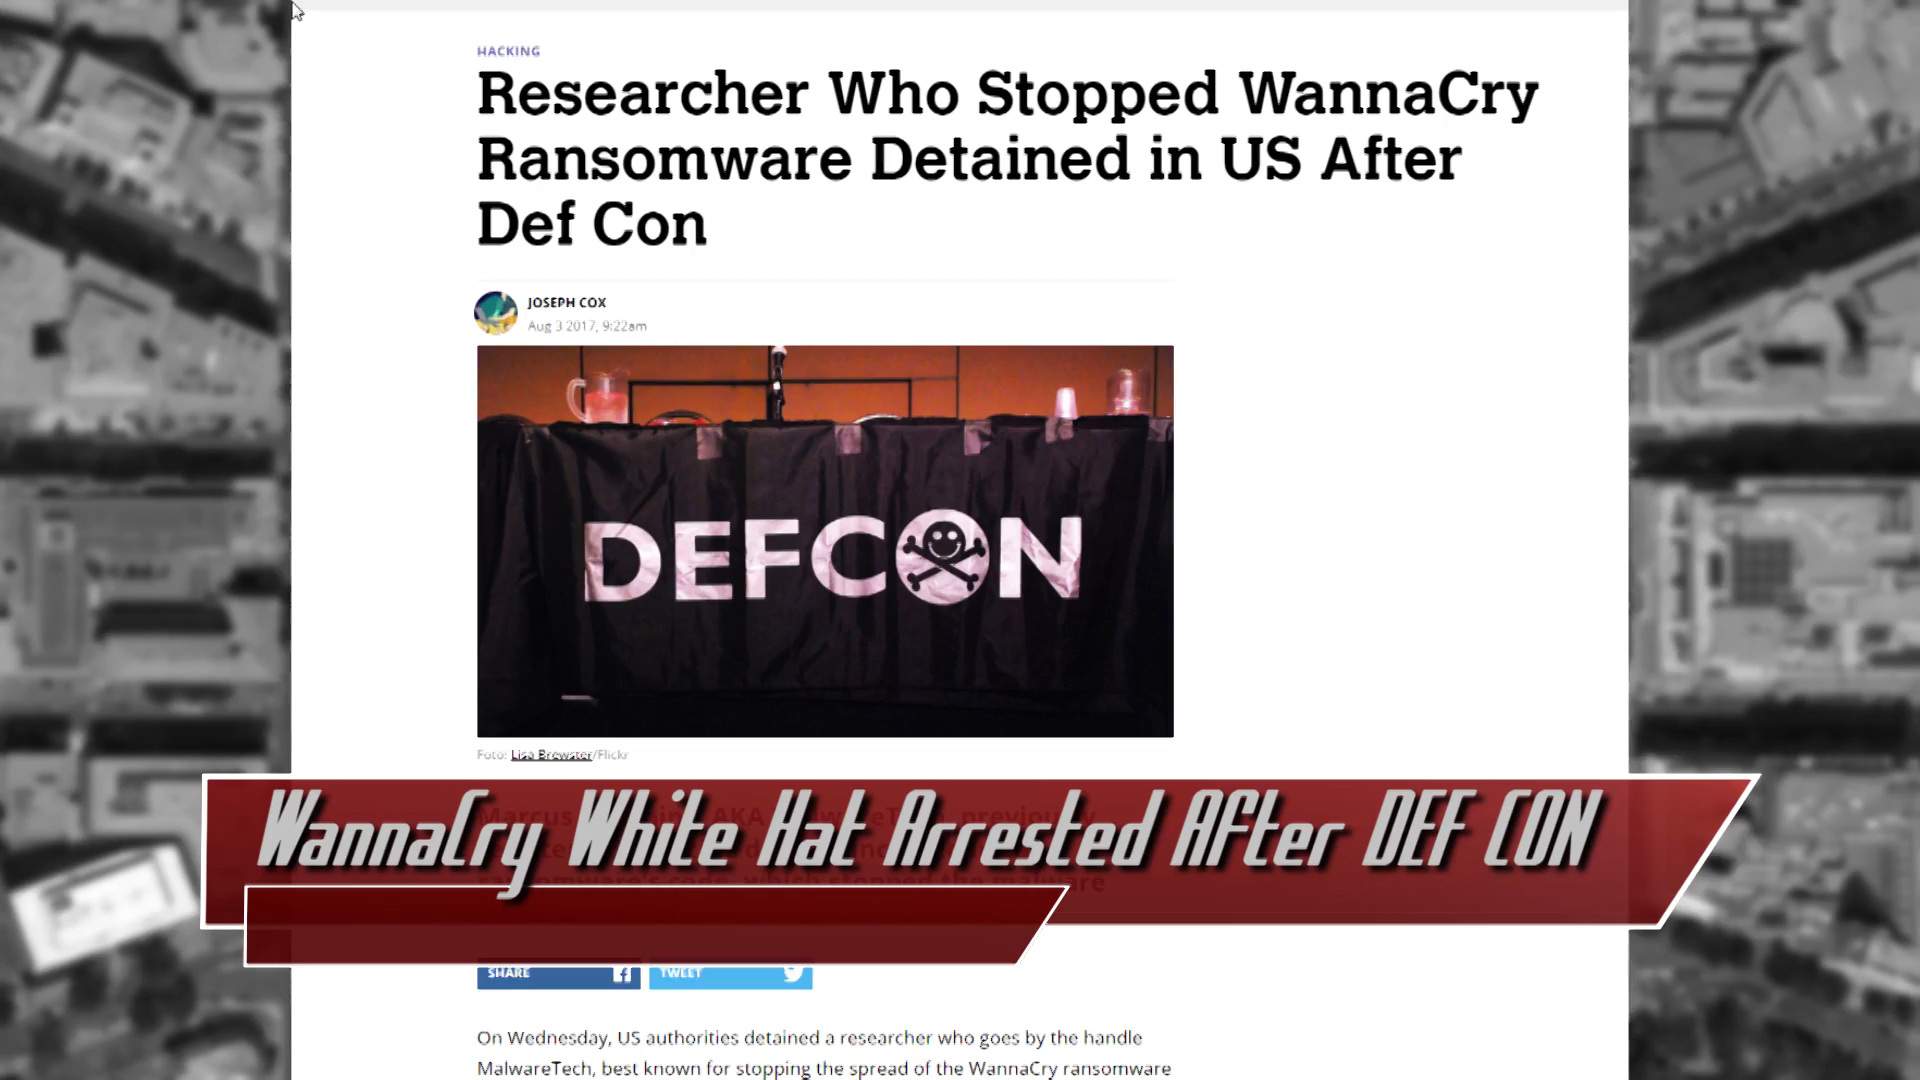 HACKING
Researcher Who Stopped WannaCry
Ransomware Detained in US After
Def Con
JOSEPH COX
Aug 3 2017, 9:22am
DEFCON
Foto: Lisa Brewster/Flickr
WannaCry White Hat Arrested After DEF CON
SHARE
TWEET
On Wednesday, US authorities detained a researcher who goes by the handle
MalwareTech, best known for stopping the spread of the WannaCry ransomware